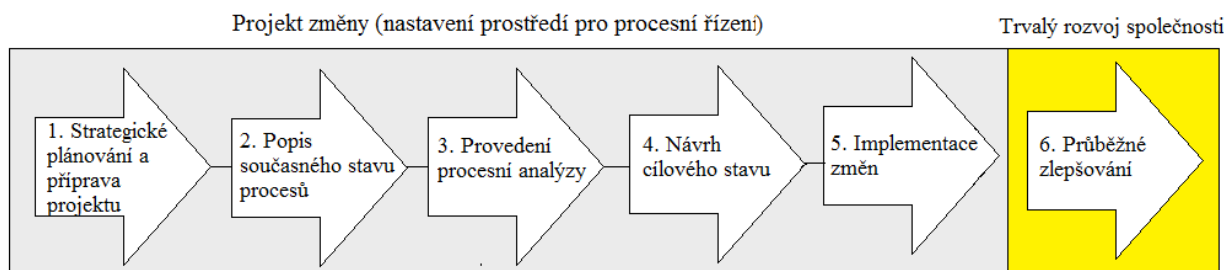 Projekt změny (nastavení prostředí pro procesní řízení)
Trvalý rozvoj společnosti
1. Strategické
plánování a
příprava
projektu
2. Popis
současného stavu
procesů
3. Provedení
procesní analýzy
4. Návrh
cílového stavu
5. Implementace
změn
6. Průběžné
zlepšování